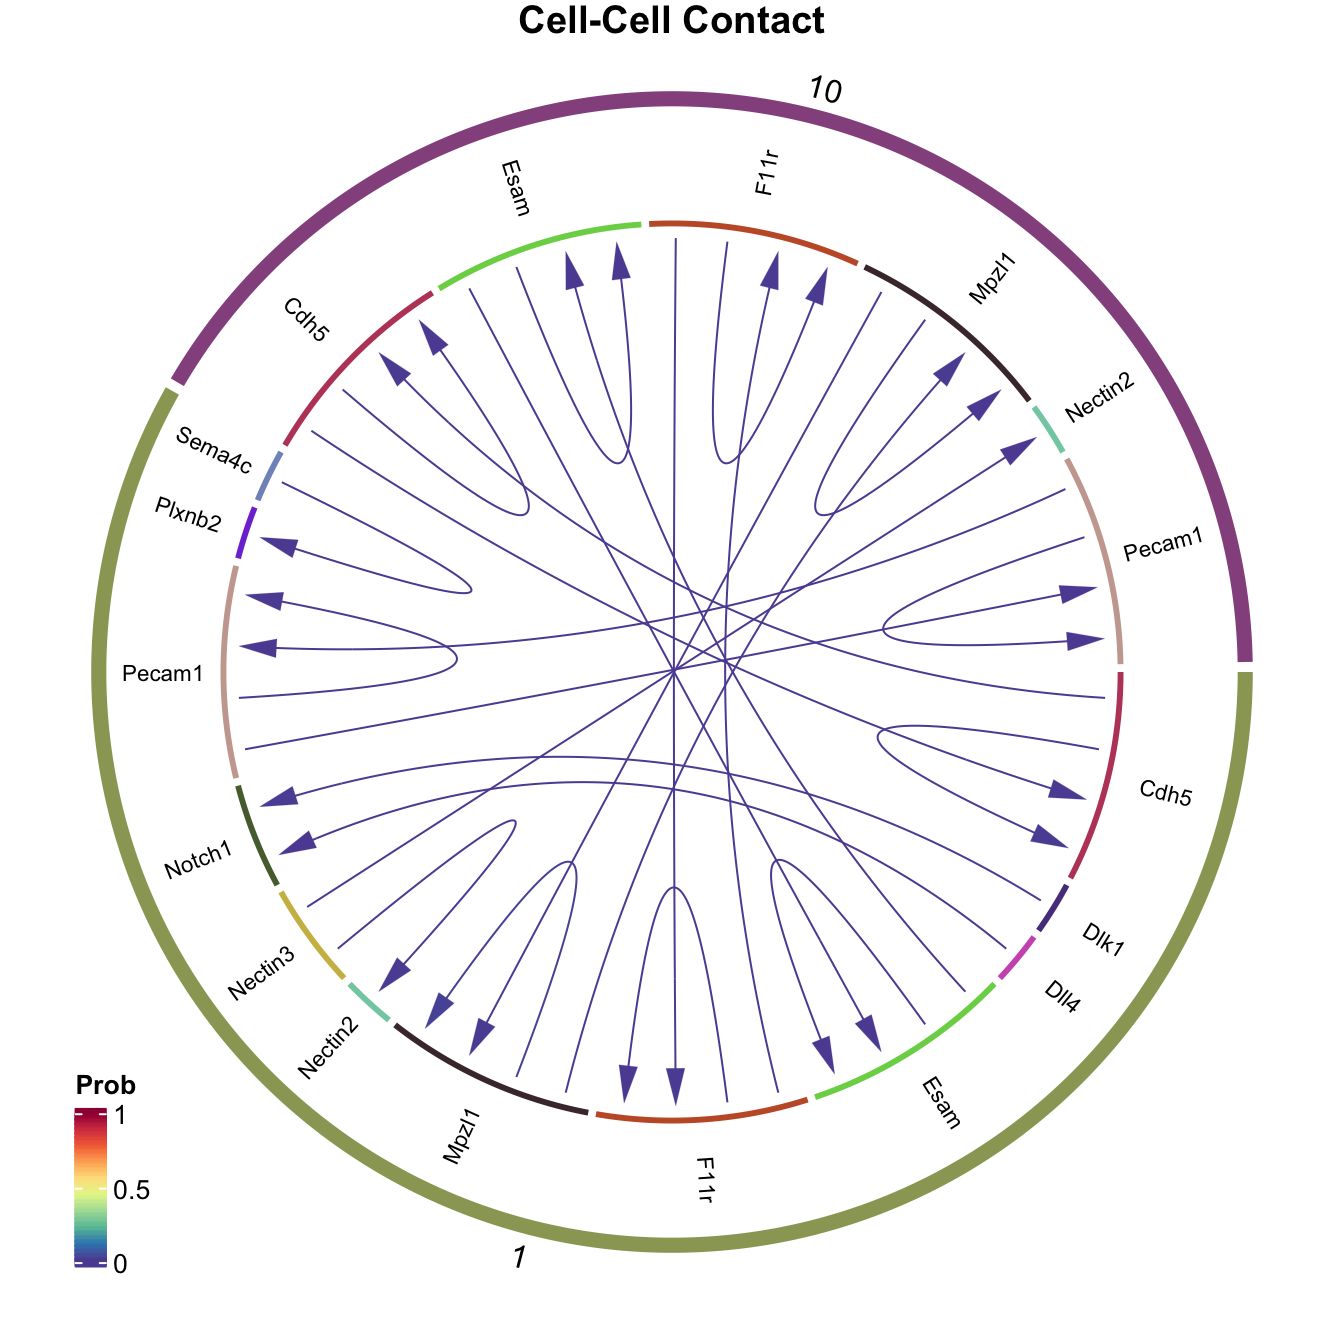 Cell-Cell Contact
10
F11r
Esam
Mpzl1
Cdh5
Nectin2
Sema4c
Plxnb2
Pecam1
Pecam1
Cdh5
Notch1
Dlk1
Nectin3
Dll4
Nectin2
Esam
Mpzl1
F11r
1
Prob
1
0.5
0